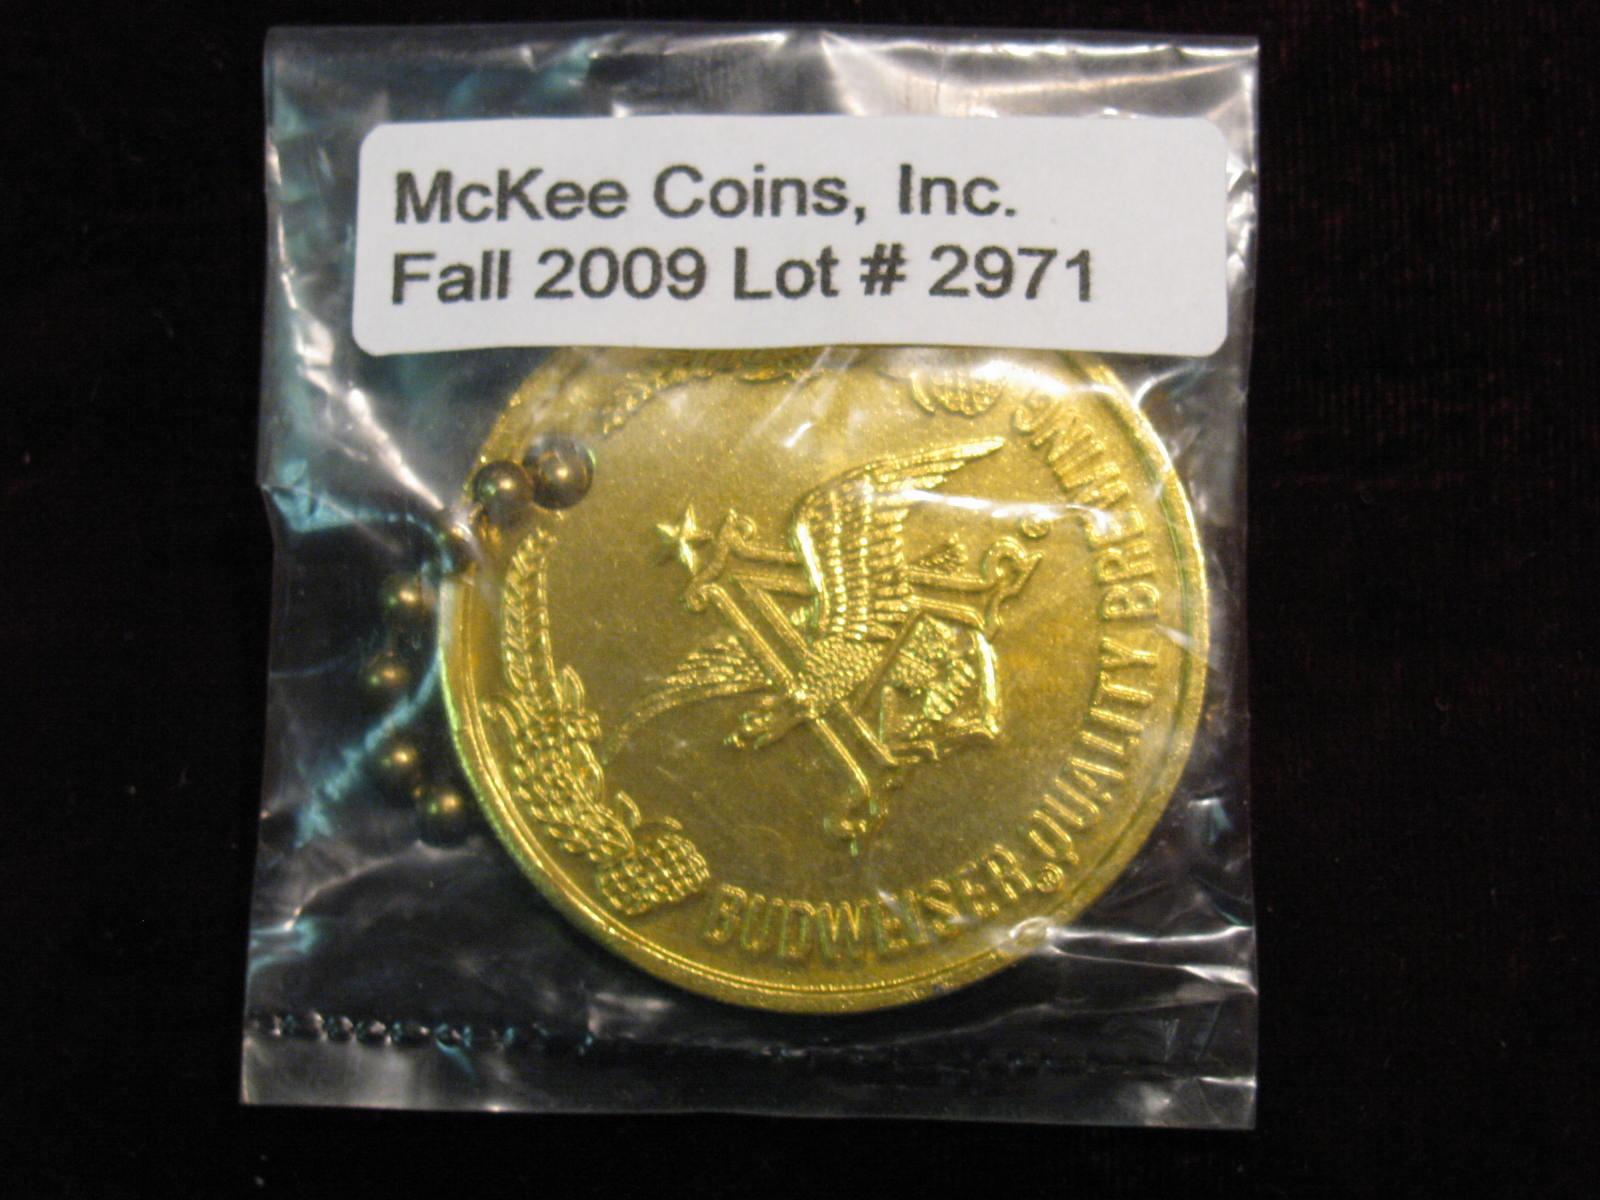 McKee Coins, Inc.
Fall 2009 Lot # 2971
BUDWEISER® QUALITY BREWING